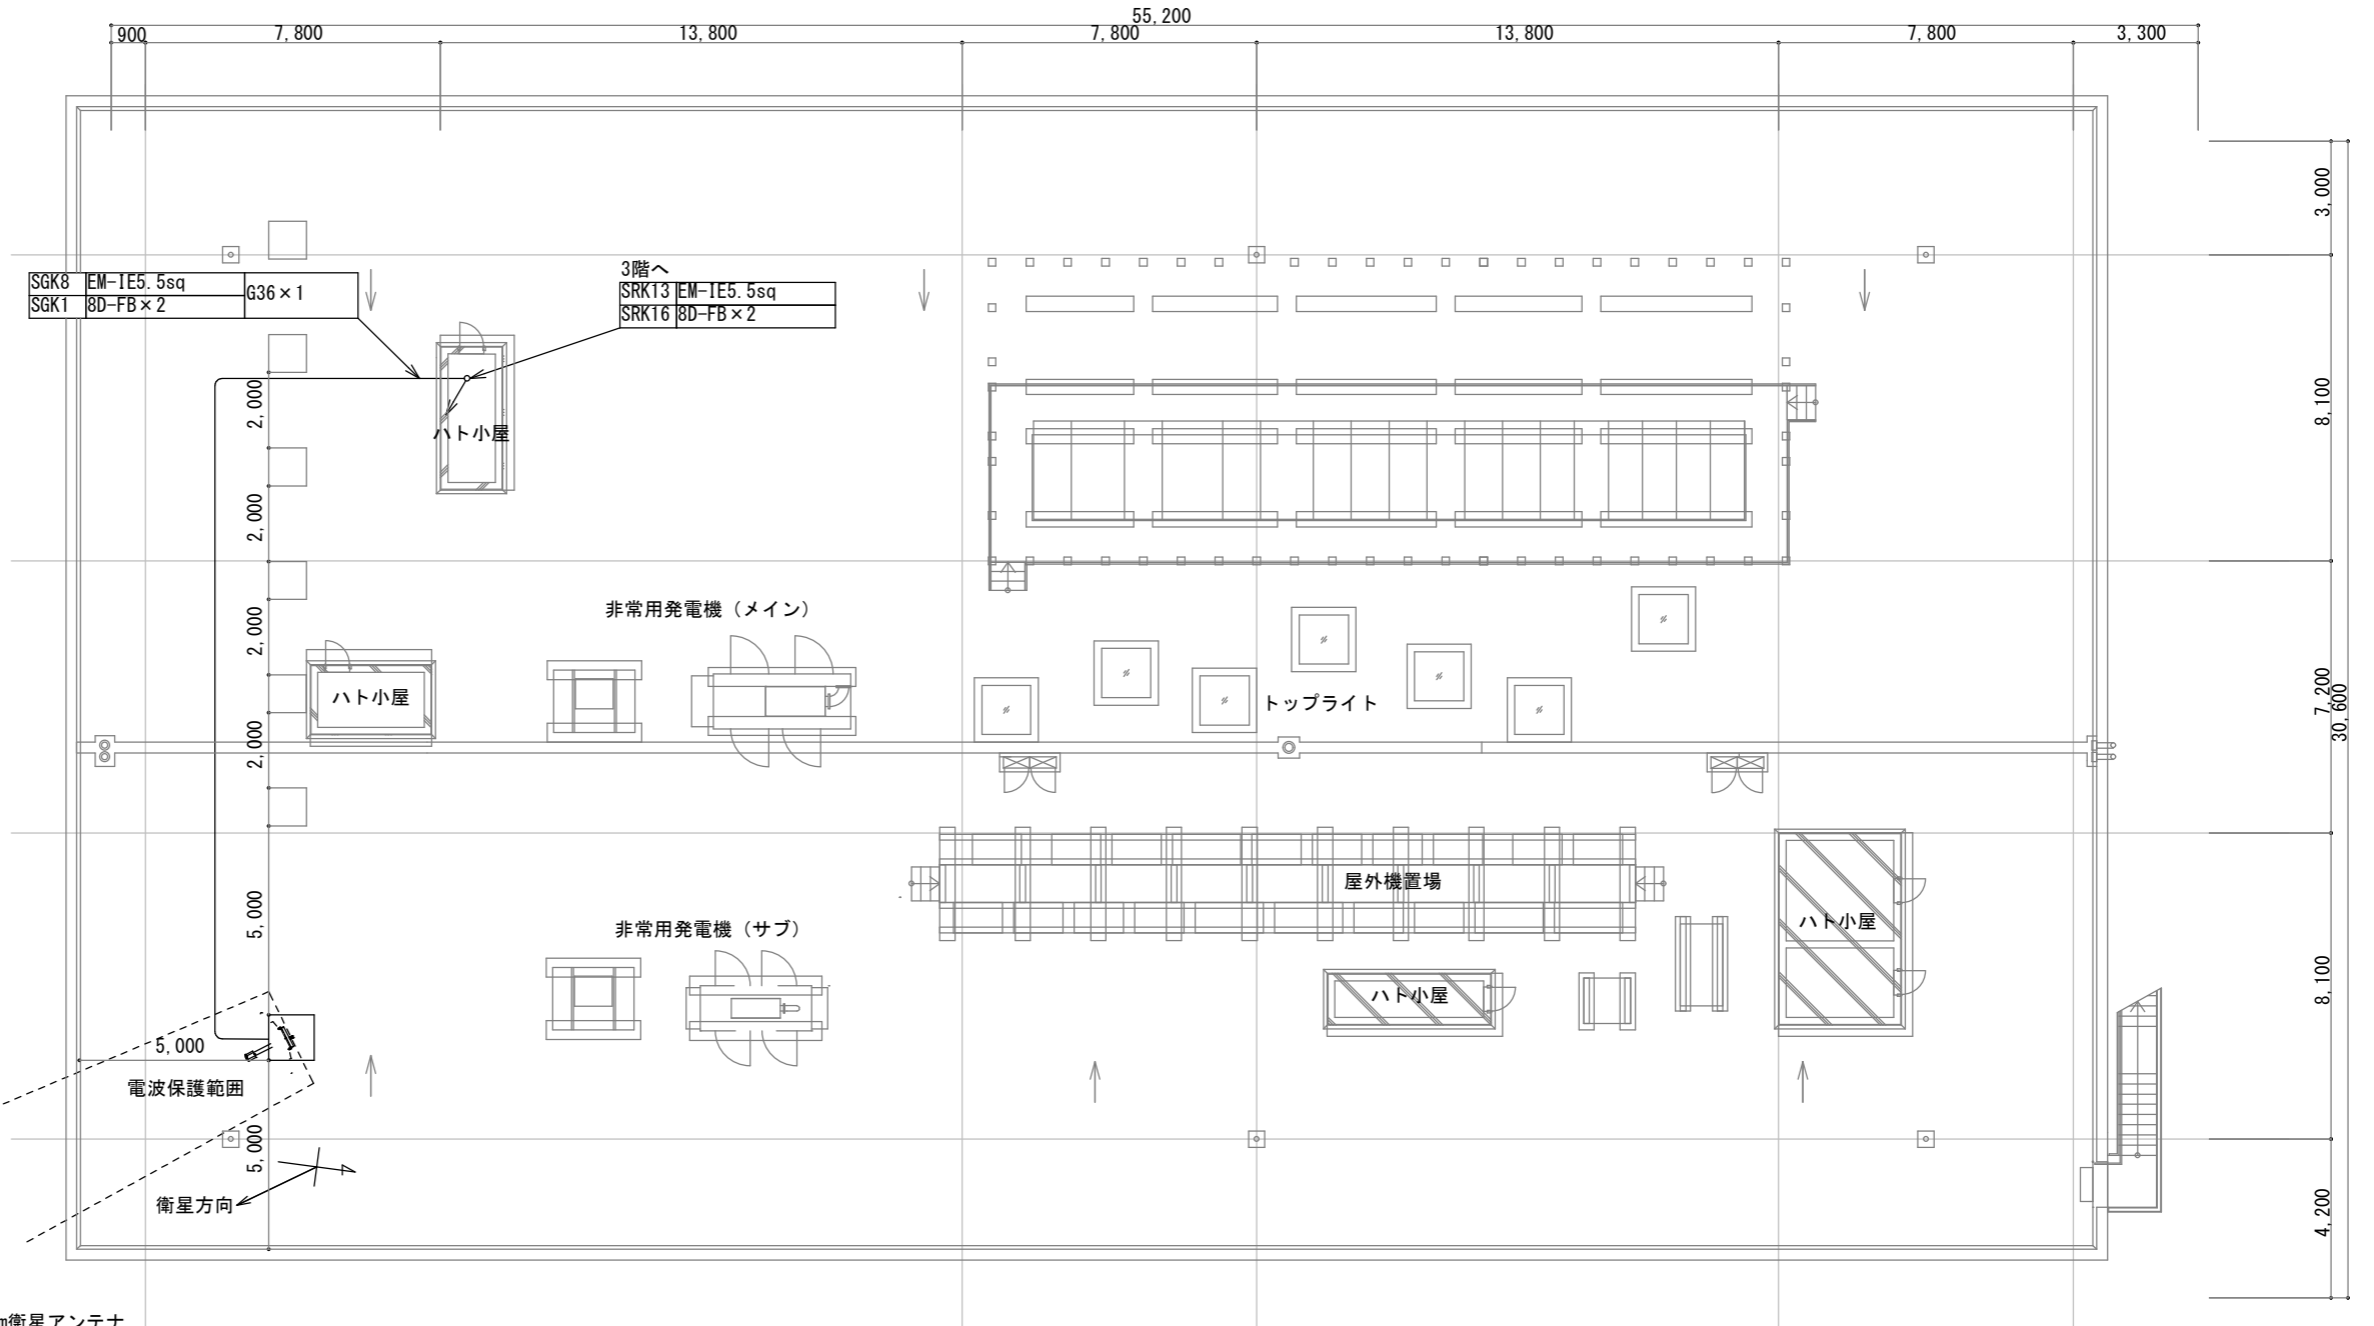 55,200
900
7,800
13,800
7,800
13,800
7,800
3,300
3,000
8,100
7,200
30,600
8,100
4,200
SGK8 EM-IE5.5sq G36×1
SGK1 8D-FB×2
3階へ
SRK13 EM-IE5.5sq
SRK16 8D-FB×2
2,000
ハト小屋
2,000
2,000
非常用発電機（メイン）
ハト小屋
トップライト
2,000
屋外機置場
5,000
非常用発電機（サブ）
ハト小屋
ハト小屋
5,000
電波保護範囲
5,000
衛星方向
衛星アンテナ